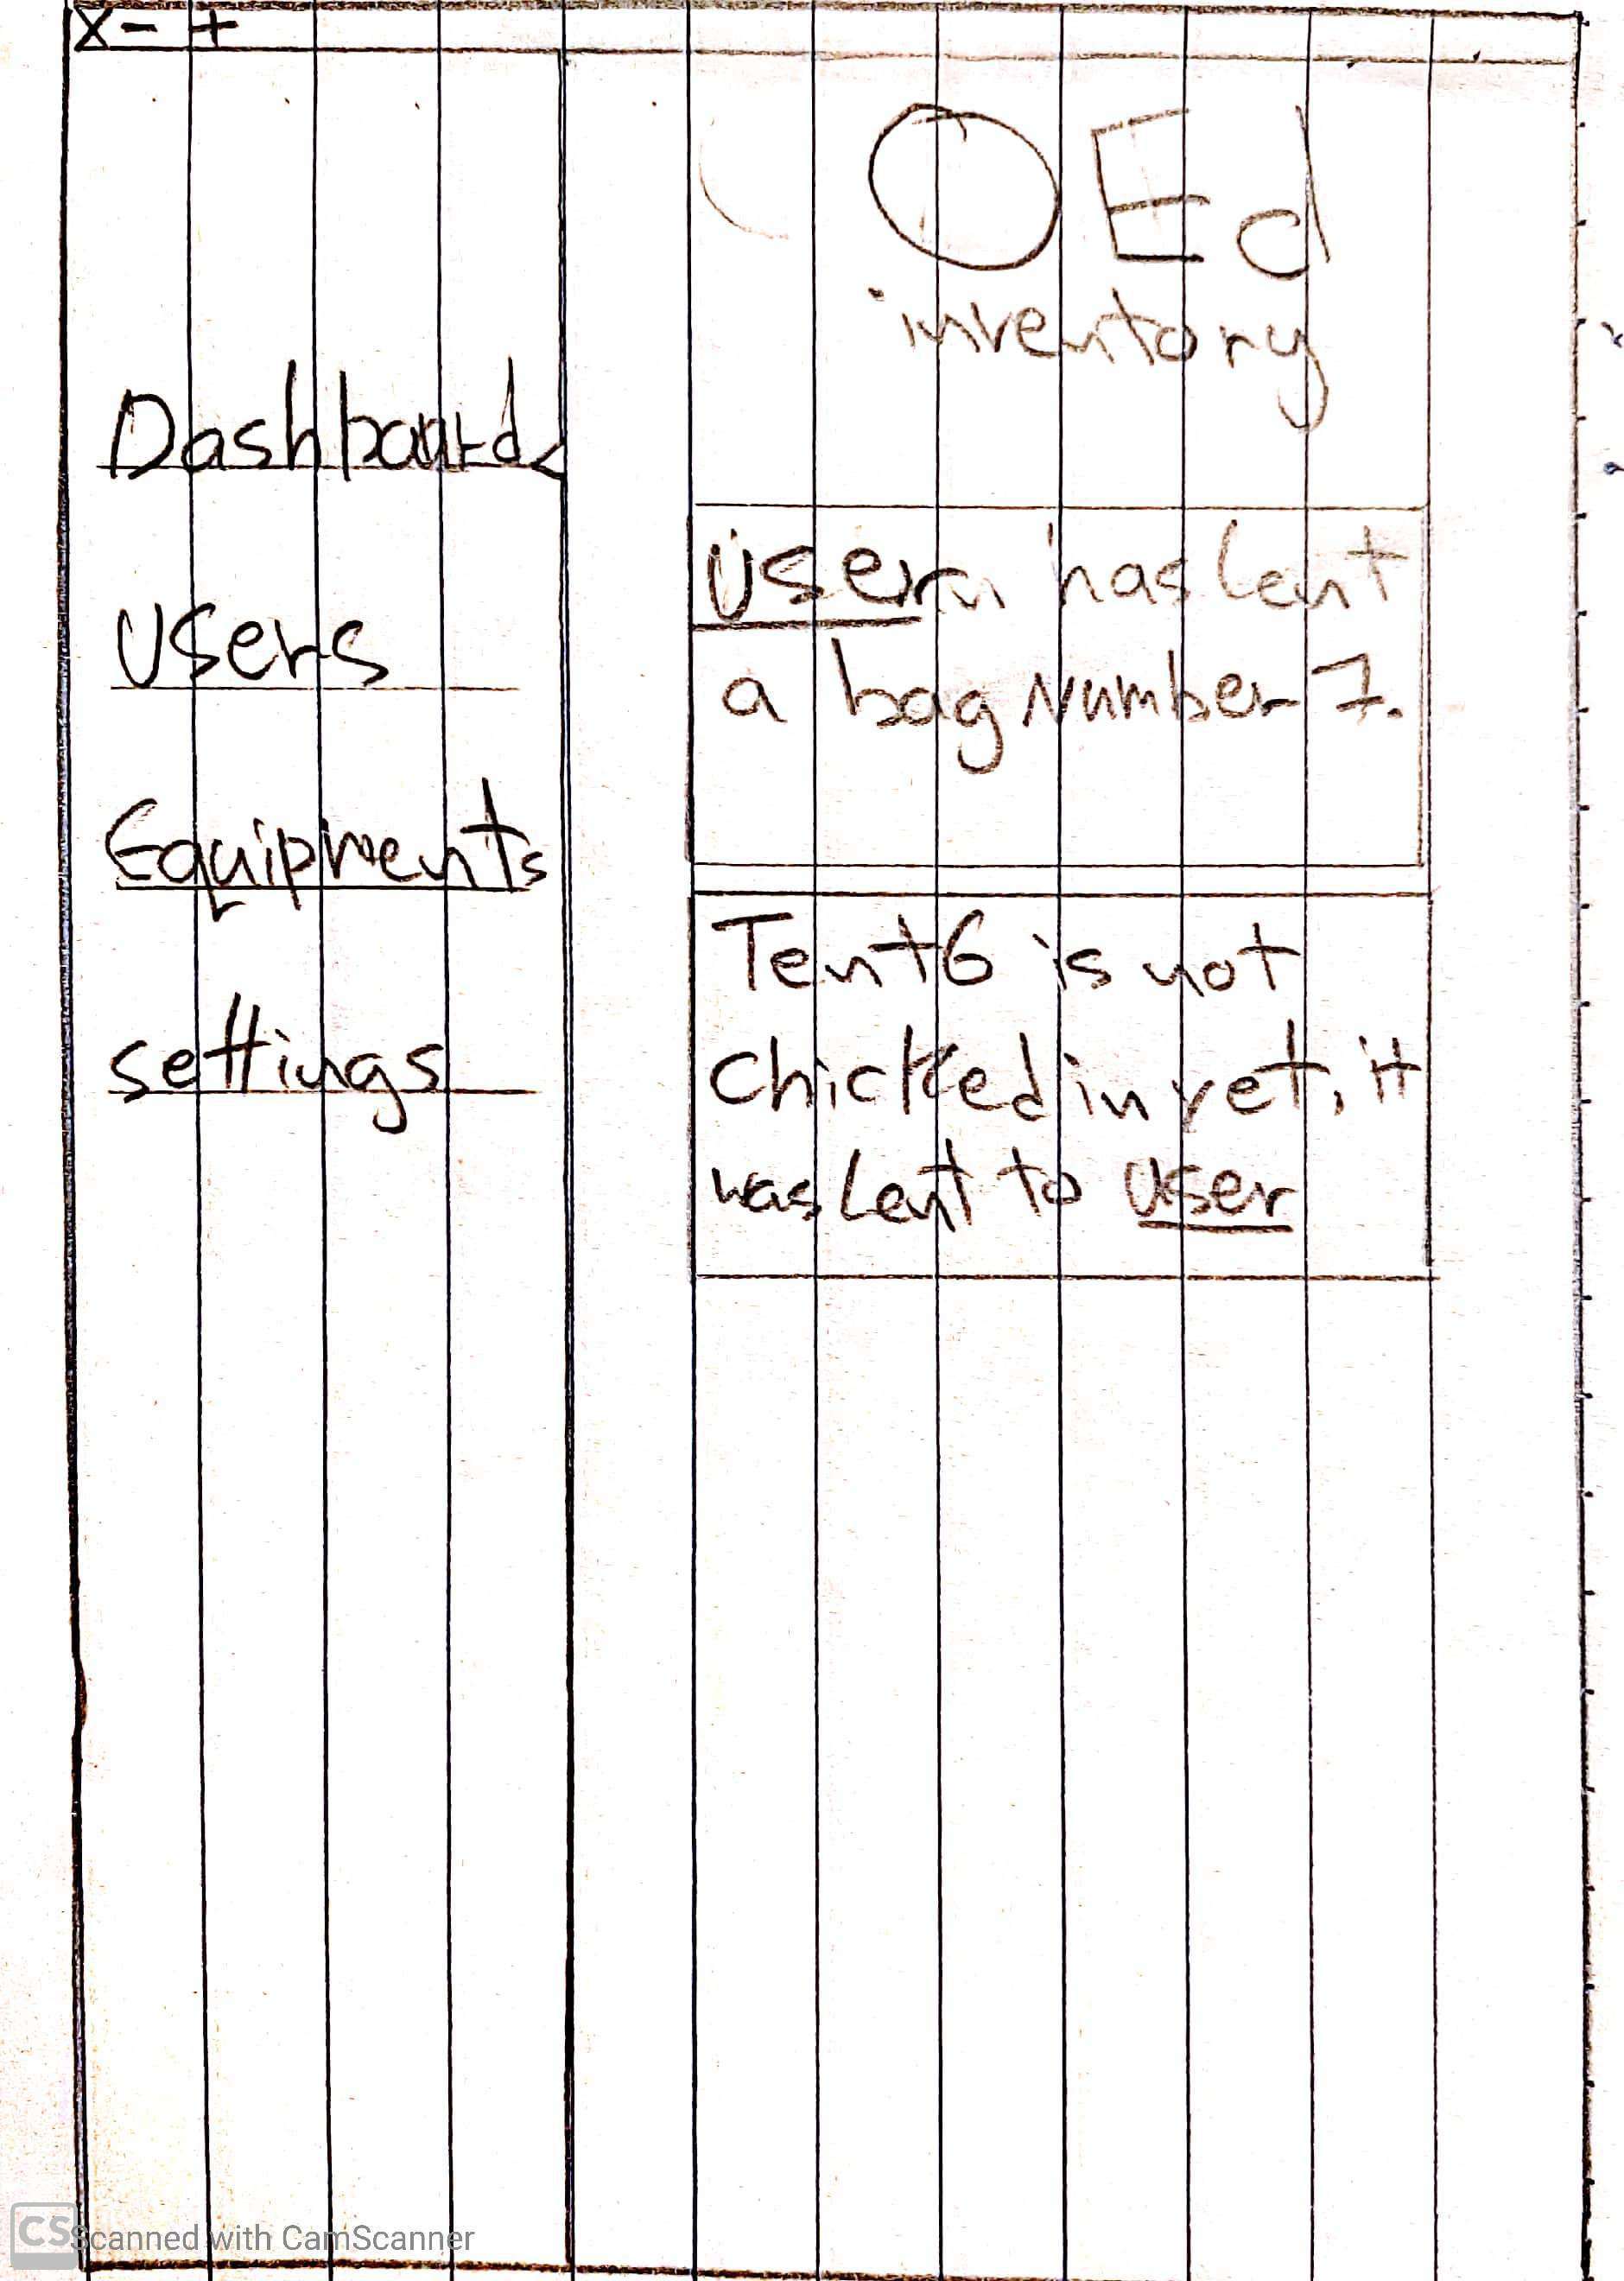 X - +
OEd
inventory
Dashboard
Users
Equipments
settings
User has lent
a bag Number 7.
Tent6 is not
chicked in yet, it
was Lent to User
CS Scanned with CamScanner